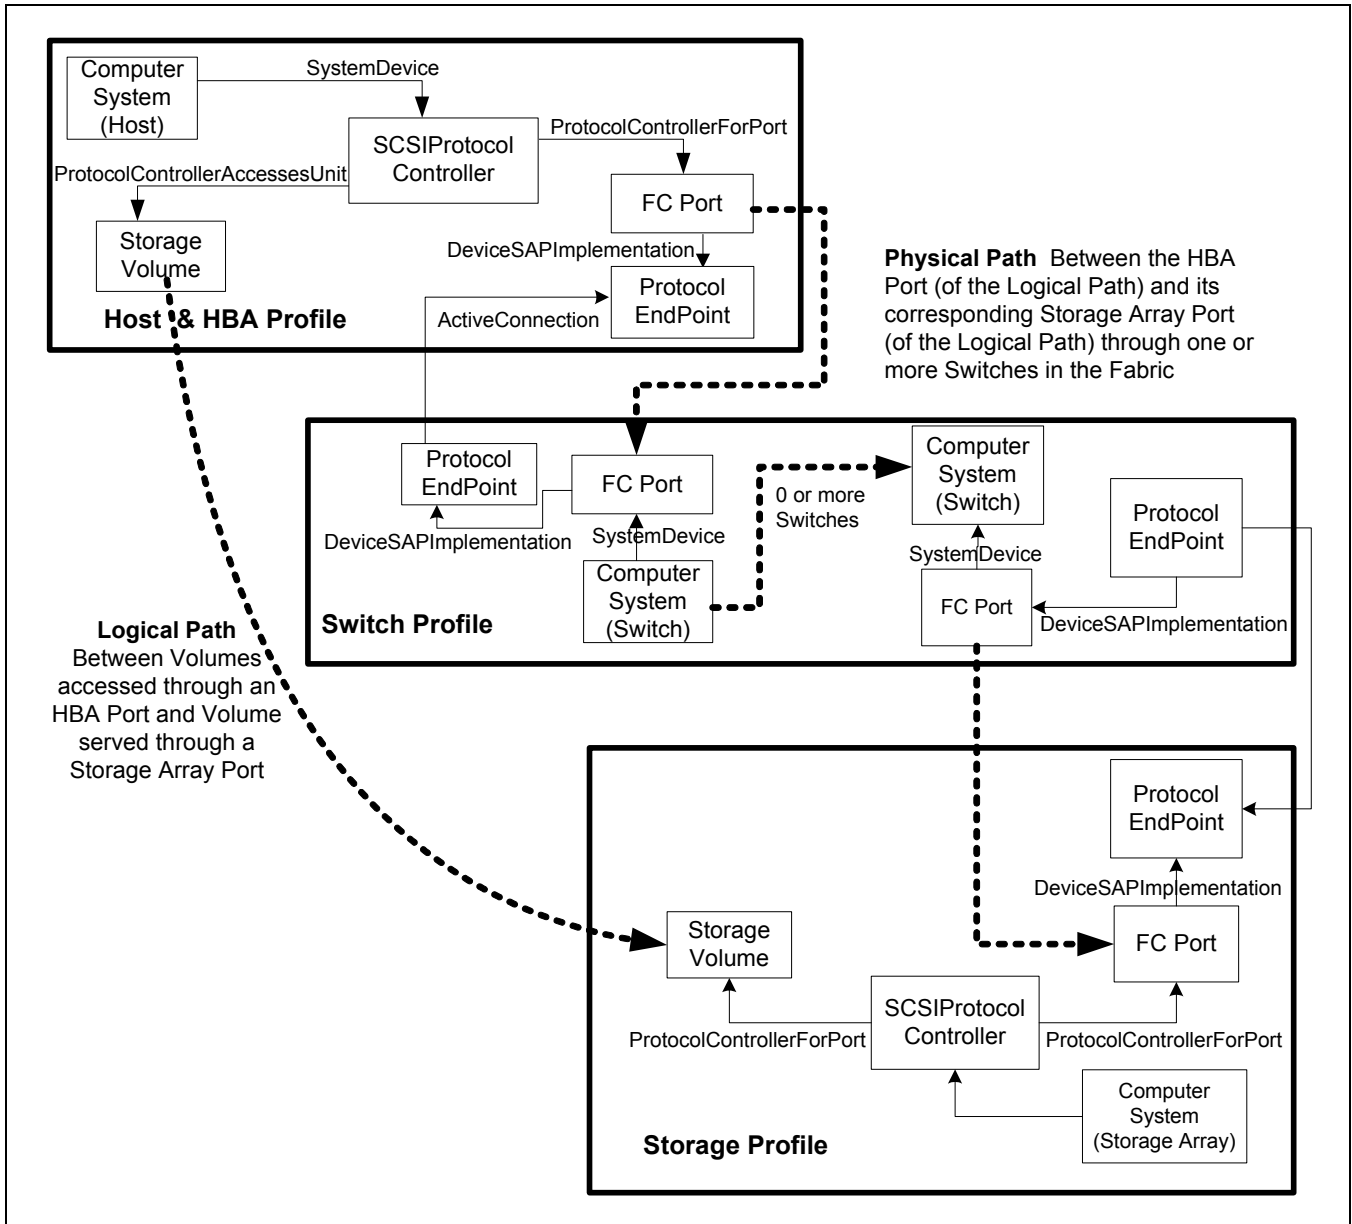 Computer
System
(Host)
SystemDevice
SCSIProtocol
Controller
ProtocolControllerForPort
ProtocolControllerAccessesUnit
FC Port
Storage
Volume
DeviceSAPImplementation
Protocol
EndPoint
ActiveConnection
Host & HBA Profile
Physical Path Between the HBA
Port (of the Logical Path) and its
corresponding Storage Array Port
(of the Logical Path) through one or
more Switches in the Fabric
Protocol
EndPoint
FC Port
DeviceSAPImplementation
SystemDevice
Computer
System
(Switch)
0 or more
Switches
Computer
System
(Switch)
SystemDevice
FC Port
Protocol
EndPoint
DeviceSAPImplementation
Switch Profile
Logical Path
Between Volumes
accessed through an
HBA Port and Volume
served through a
Storage Array Port
Protocol
EndPoint
DeviceSAPImplementation
FC Port
Storage
Volume
SCSIProtocol
Controller
ProtocolControllerForPort
ProtocolControllerForPort
Computer
System
(Storage Array)
Storage Profile